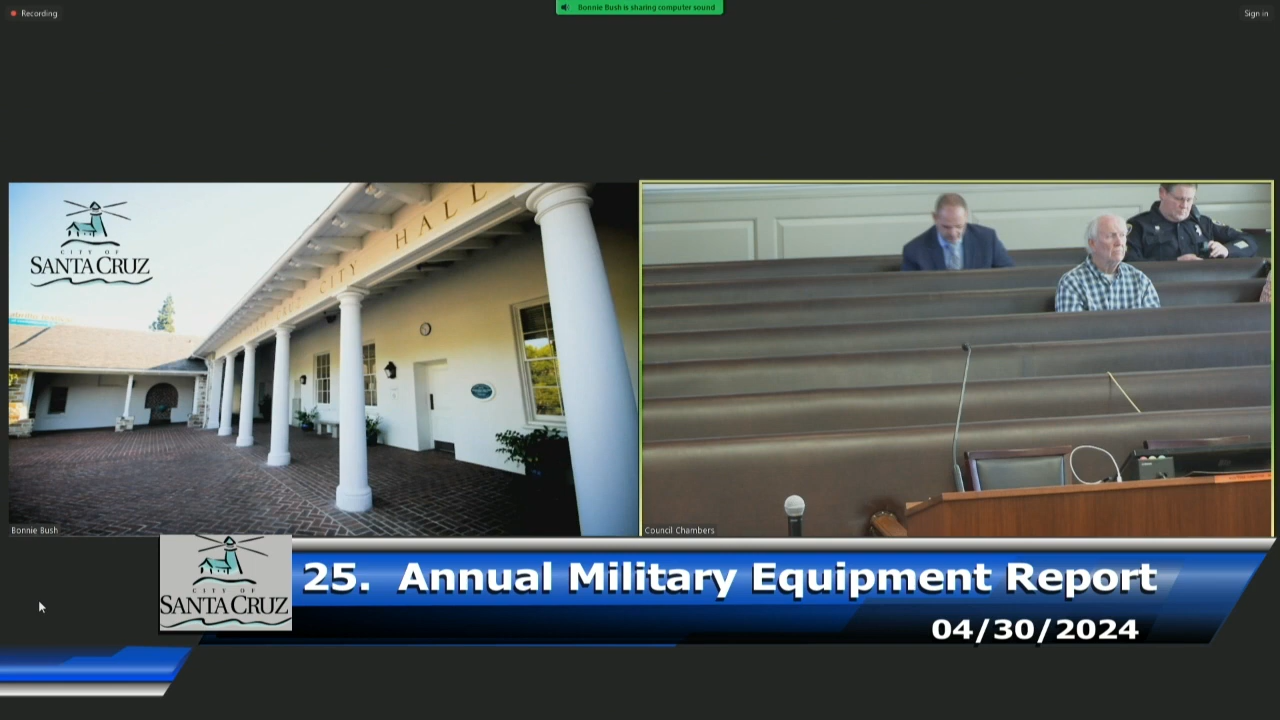 Recording
Bonnie Bush is sharing computer sound
Sign in
CITY OF
SANTA CRUZ
CITY HALL
Bonnie Bush
Council Chambers
CITY OF
SANTA CRUZ
25. Annual Military Equipment Report
04/30/2024